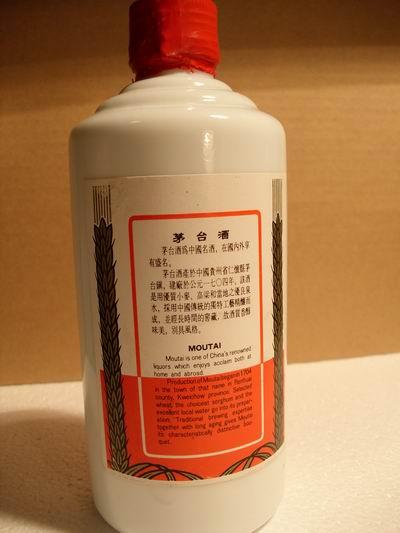 茅台酒
茅台酒爲中國名酒，在國內外享
有盛名。
茅台酒產於中國貴州省仁懷縣茅
台鎮，建廠於公元一七〇四年。該酒
是用優質小麥、高梁和當地之優良泉
水，採用中國傳統的獨特工藝精釀而
成，並經長時間的窖藏，故酒質香醇
味美，別具風格。
MOUTAI
Moutai is one of China's renowned
liquors which enjoys acclaim both at
home and abroad.
Production of Moutai began in 1704
in the town of that name in Renhuai
county, Kweichow province. Selected
wheat, the choicest sorghum and the
excellent local water go into its prepar-
ation. Traditional brewing expertise
together with long aging gives Moutai
its characteristically distinctive bou-
quet.